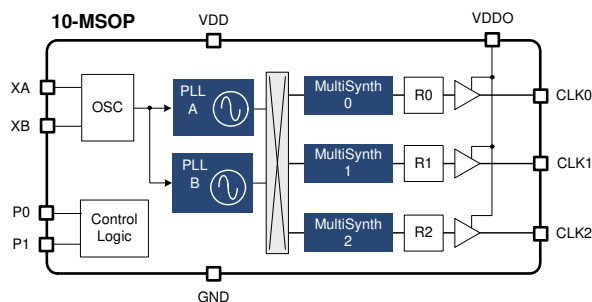 10-MSOP
VDD
VDDO
XA
XB
OSC
PLL
A
PLL
B
MultiSynth
0
R0
CLK0
MultiSynth
1
R1
CLK1
MultiSynth
2
R2
CLK2
P0
P1
Control
Logic
GND